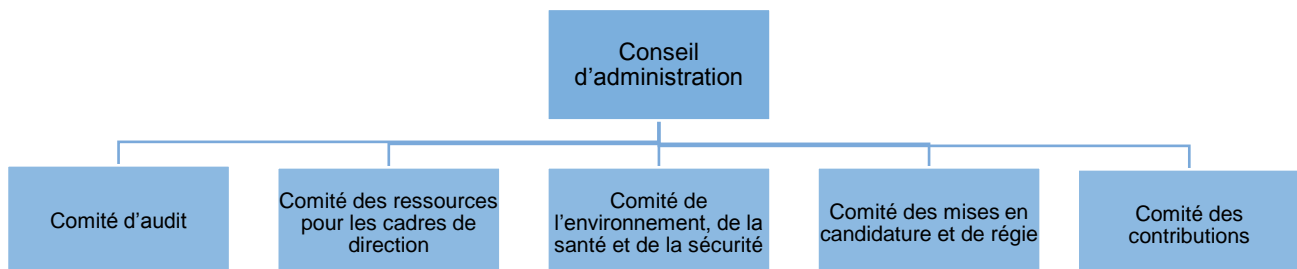 Conseil
d’administration
Comité d’audit
Comité des ressources
pour les cadres de
direction
Comité de
l’environnement, de la
santé et de la sécurité
Comité des mises en
candidature et de régie
Comité des
contributions